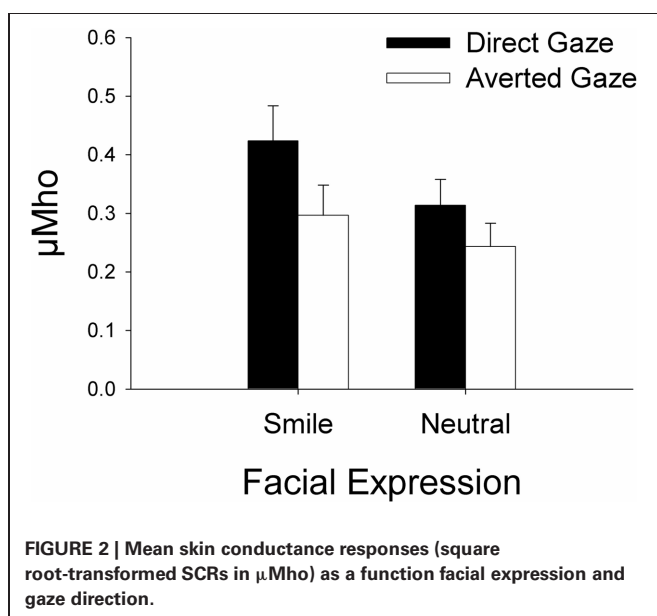 0.6
0.5
0.4
0.3
0.2
0.1
0.0
μMho
Direct Gaze
Averted Gaze
Smile Neutral
Facial Expression
FIGURE 2 | Mean skin conductance responses (square
root-transformed SCRs in μMho) as a function facial expression and
gaze direction.